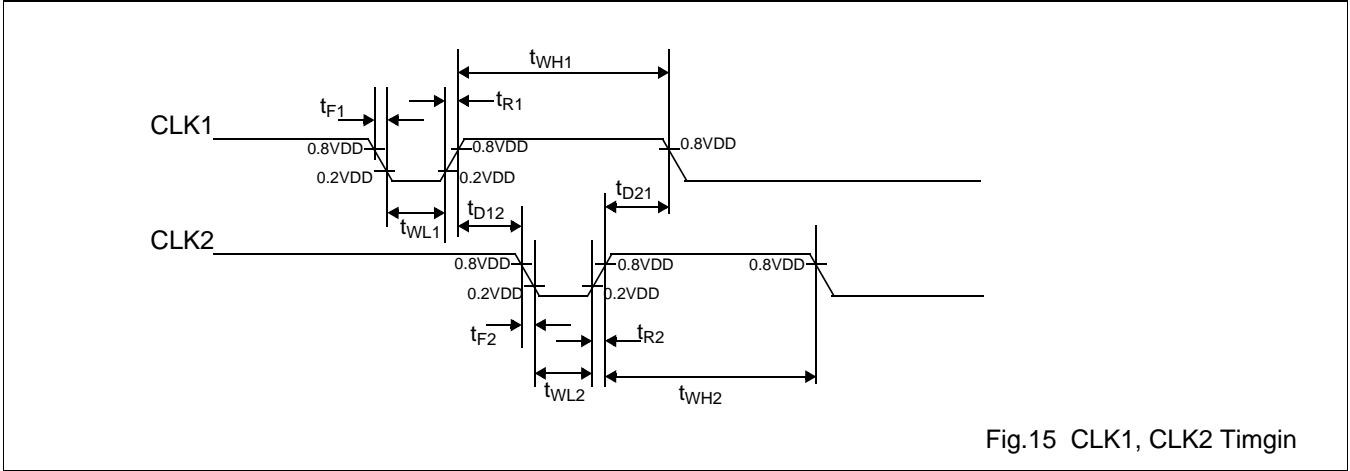 tWH1
tF1
tR1
CLK1
0.8VDD
0.8VDD
0.8VDD
0.2VDD
0.2VDD
tD21
tD12
tWL1
CLK2
0.8VDD
0.8VDD
0.8VDD
0.2VDD
0.2VDD
tF2
tR2
tWL2
tWH2
Fig.15 CLK1, CLK2 Timgin